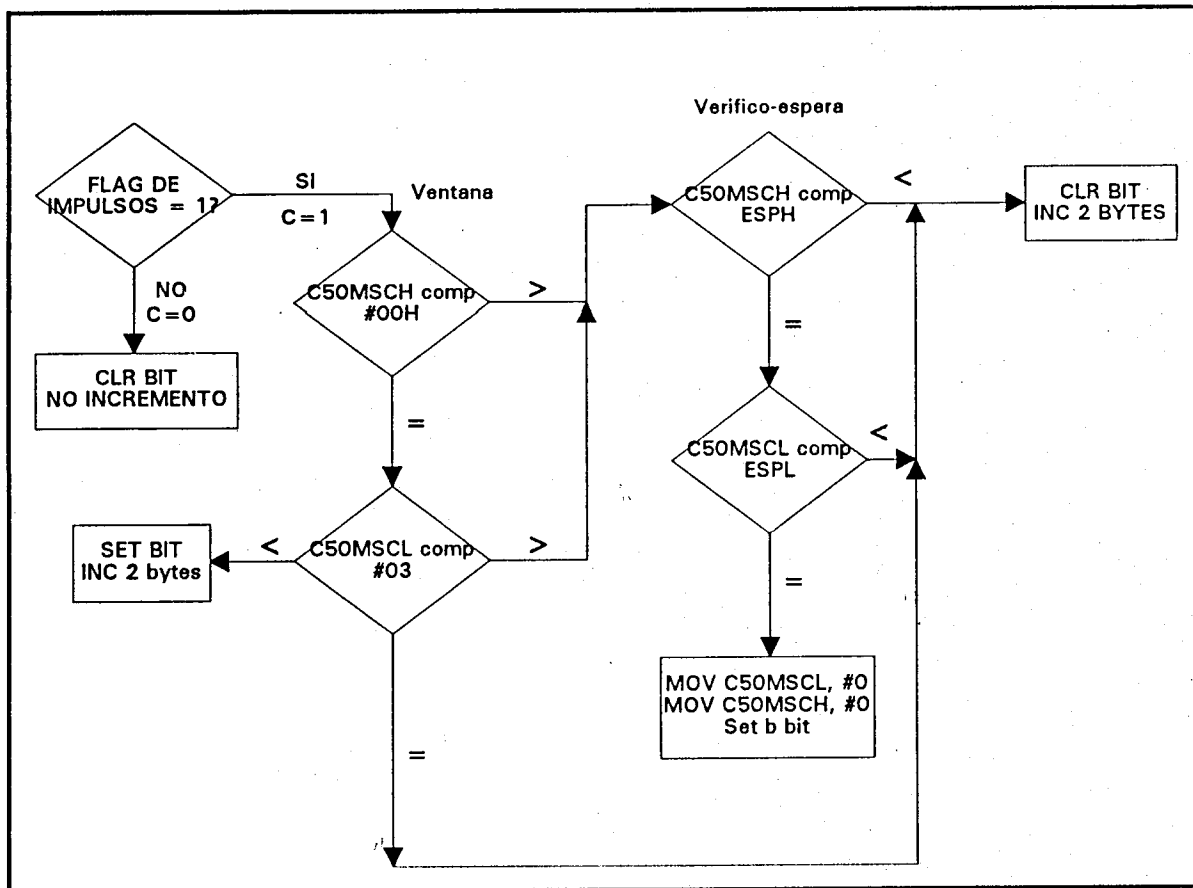 Verifico-espera
FLAG DE
IMPULSOS = 1?
SI
C=1
Ventana
C50MSCH comp
ESPH
<
CLR BIT
INC 2 BYTES
NO
C=0
C50MSCH comp
#00H
>
=
CLR BIT
NO INCREMENTO
=
C50MSCL comp
ESPL
<
SET BIT
INC 2 bytes
<
C50MSCL comp
#03
>
=
MOV C50MSCL, #0
MOV C50MSCH, #0
Set b bit
=